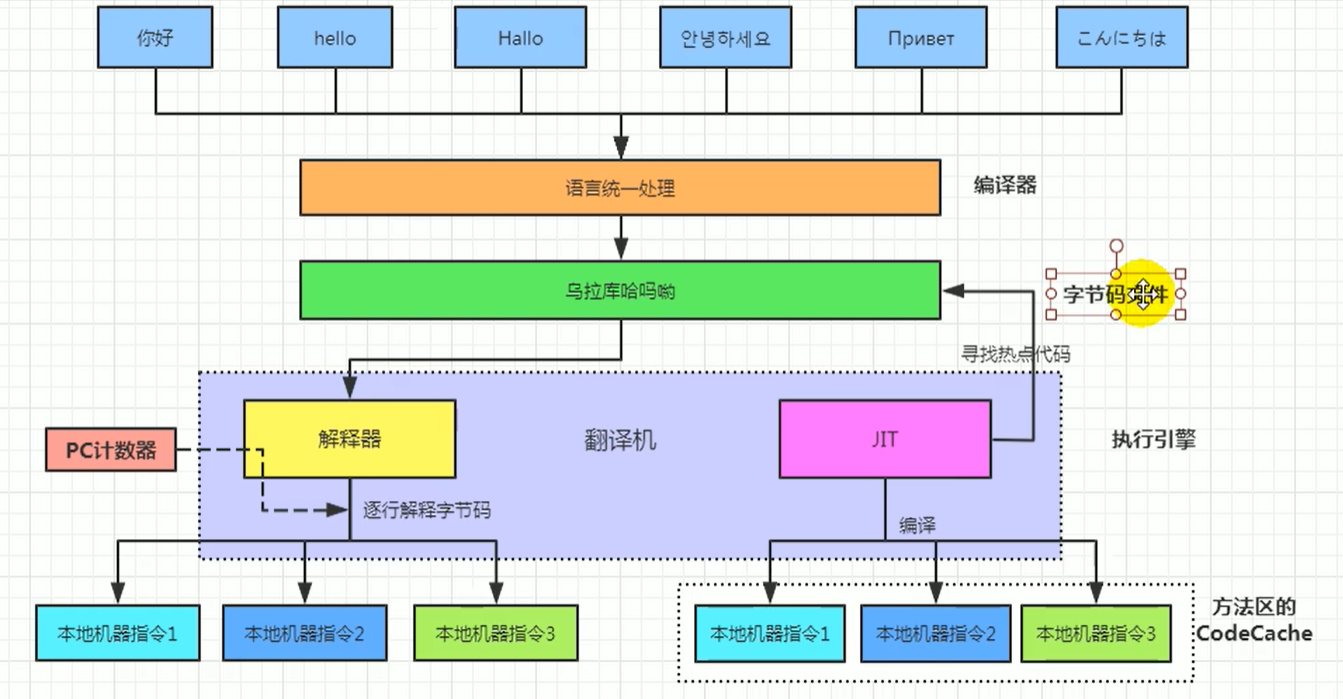 你好
hello
Hallo
안녕하세요
Привет
こんにちは
语言统一处理
编译器
乌拉库哈吗哟
字节码文件
寻找热点代码
解释器
翻译机
JIT
执行引擎
PC计数器
逐行解释字节码
编译
本地机器指令1
本地机器指令2
本地机器指令3
本地机器指令1
本地机器指令2
本地机器指令3
方法区的
CodeCache